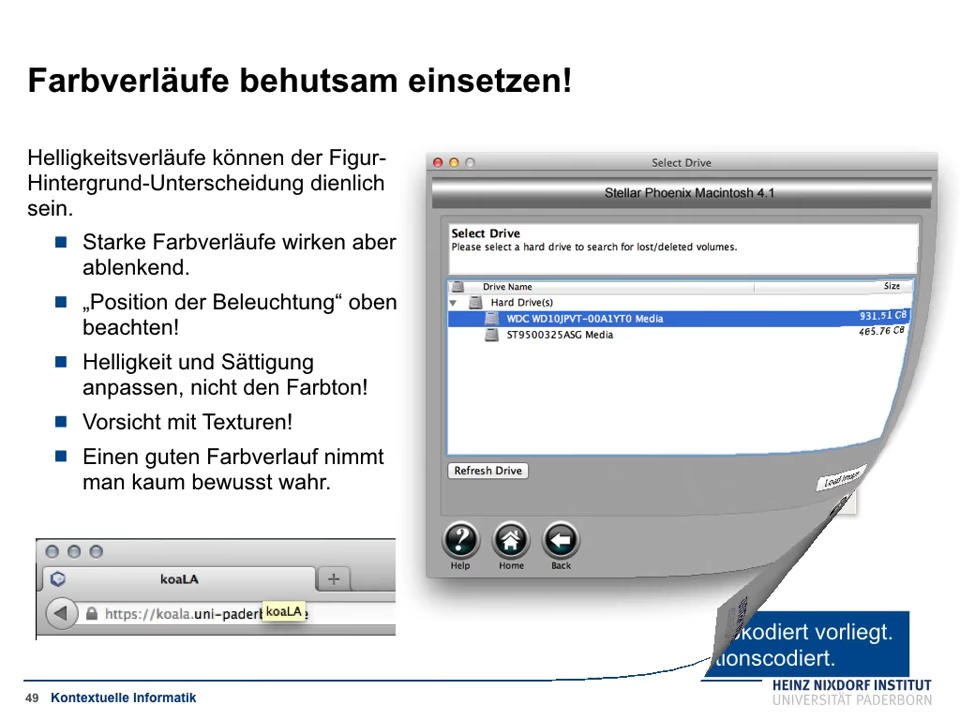 Farbverläufe behutsam einsetzen!
Helligkeitsverläufe können der Figur-
Hintergrund-Unterscheidung dienlich
sein.
Starke Farbverläufe wirken aber
ablenkend.
„Position der Beleuchtung“ oben
beachten!
Helligkeit und Sättigung
anpassen, nicht den Farbton!
Vorsicht mit Texturen!
Einen guten Farbverlauf nimmt
man kaum bewusst wahr.
koaLA
https://koala.uni-paderb
koaLA
Select Drive
Stellar Phoenix Macintosh 4.1
Select Drive
Please select a hard drive to search for lost/deleted volumes.
Drive Name Size
Hard Drive(s)
WDC WD10JPVT-00A1YT0 Media 931.51 GB
ST9500325ASG Media 465.76 GB
Refresh Drive
Load Image
Help Home Back
kodiert vorliegt.
tionscodiert.
49 Kontextuelle Informatik
HEINZ NIXDORF INSTITUT
UNIVERSITÄT PADERBORN